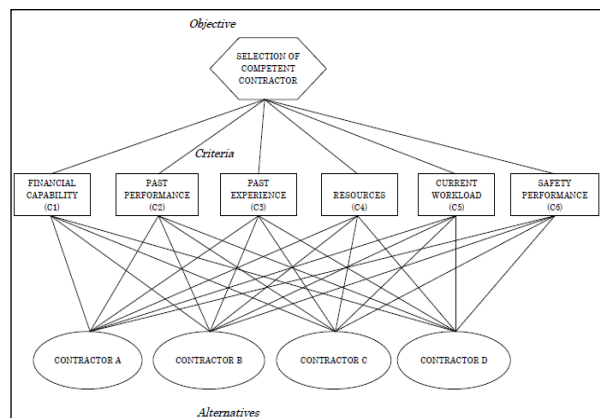 Objective
SELECTION OF
COMPETENT
CONTRACTOR
Criteria
FINANCIAL
CAPABILITY
(C1)
PAST
PERFORMANCE
(C2)
PAST
EXPERIENCE
(C3)
RESOURCES
(C4)
CURRENT
WORKLOAD
(C5)
SAFETY
PERFORMANCE
(C6)
CONTRACTOR A
CONTRACTOR B
CONTRACTOR C
CONTRACTOR D
Alternatives